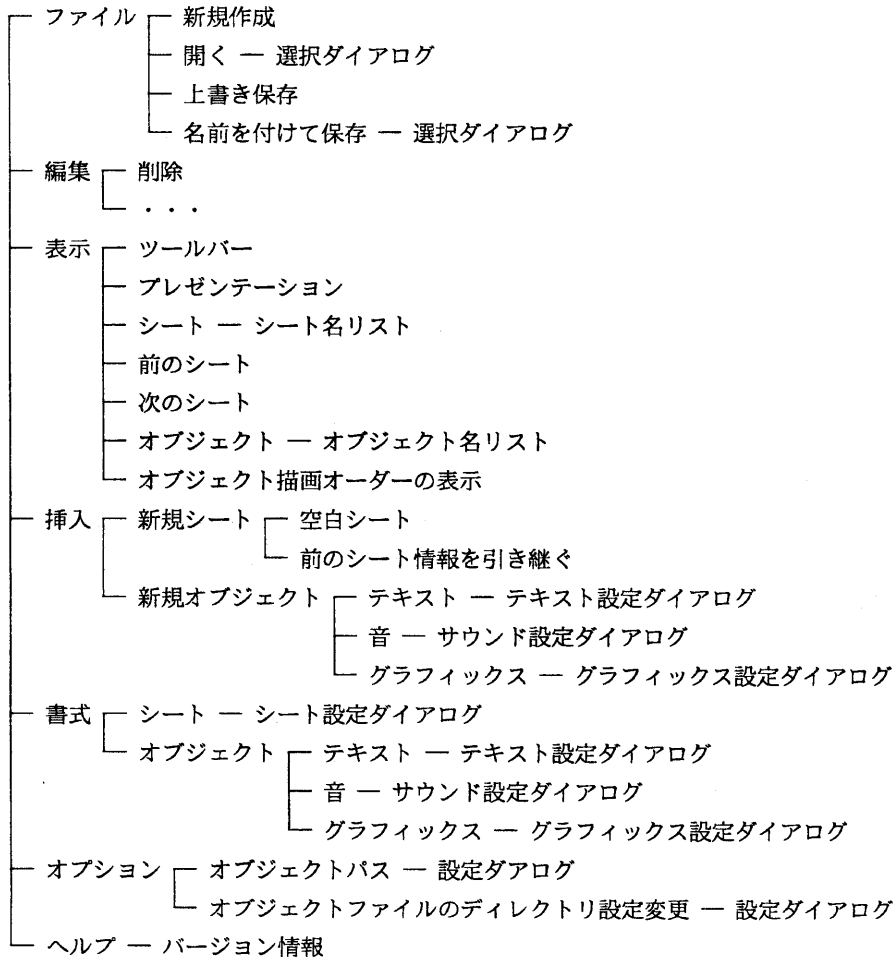 ファイル 新規作成
開く — 選択ダイアログ
上書き保存
名前を付けて保存 — 選択ダイアログ
編集 削除
・・・
表示 ツールバー
プレゼンテーション
シート — シート名リスト
前のシート
次のシート
オブジェクト — オブジェクト名リスト
オブジェクト描画オーダーの表示
挿入 新規シート 空白シート
前のシート情報を引き継ぐ
新規オブジェクト テキスト — テキスト設定ダイアログ
音 — サウンド設定ダイアログ
グラフィックス — グラフィックス設定ダイアログ
書式 シート — シート設定ダイアログ
オブジェクト テキスト — テキスト設定ダイアログ
音 — サウンド設定ダイアログ
グラフィックス — グラフィックス設定ダイアログ
オプション オブジェクトパス — 設定ダアログ
オブジェクトファイルのディレクトリ設定変更 — 設定ダイアログ
ヘルプ — バージョン情報